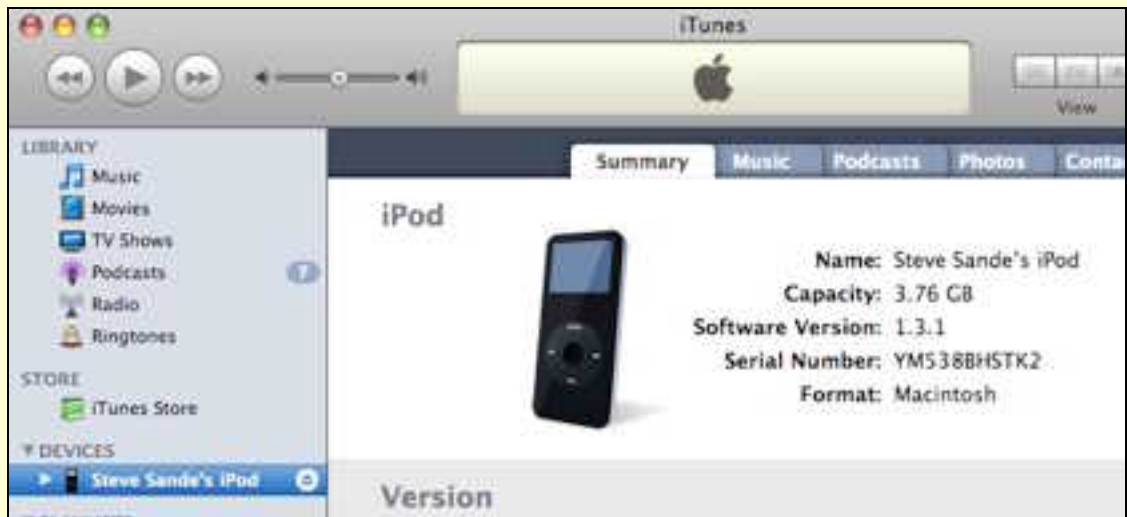 iTunes
View
LIBRARY
Music
Movies
TV Shows
Podcasts
7
Radio
Ringtones
STORE
iTunes Store
DEVICES
Steve Sande's iPod
Summary
Music
Podcasts
Photos
iPod
Name: Steve Sande's iPod
Capacity: 3.76 GB
Software Version: 1.3.1
Serial Number: YM538BHSTK2
Format: Macintosh
Version